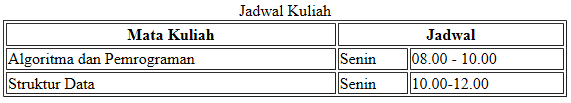 Jadwal Kuliah
Mata Kuliah Jadwal
Algoritma dan Pemrograman Senin 08.00 - 10.00
Struktur Data Senin 10.00-12.00